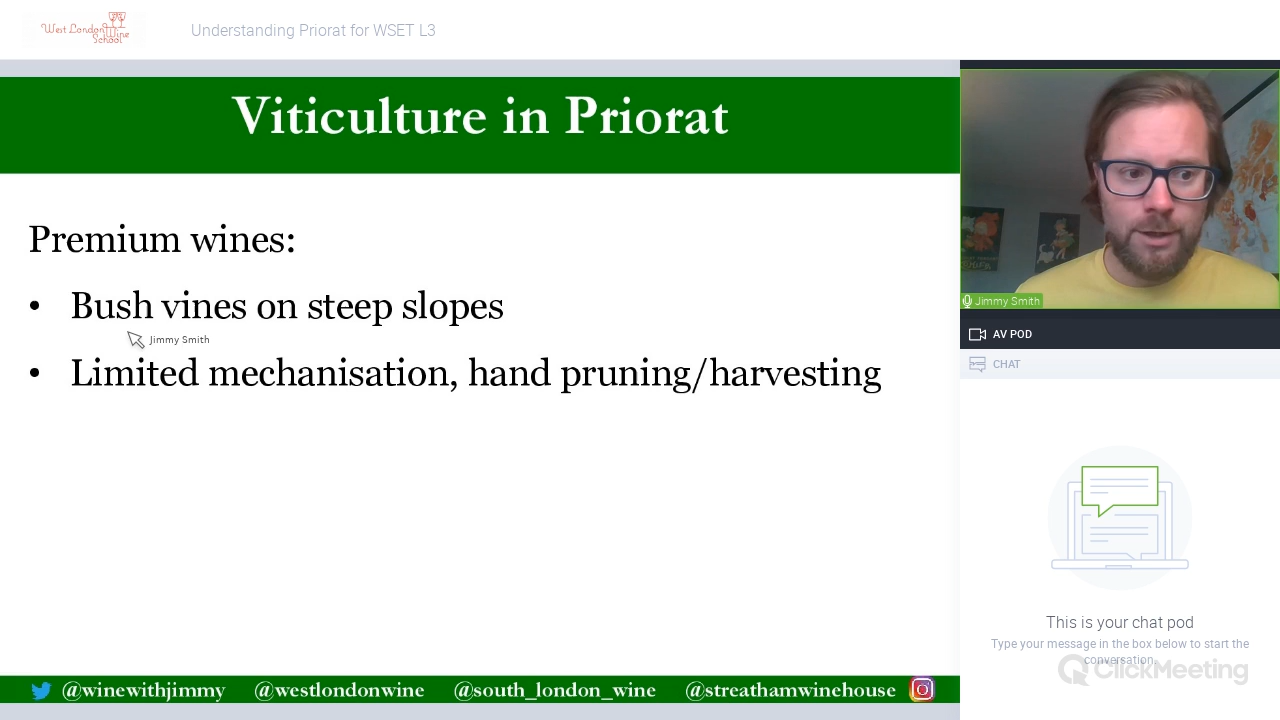 West London Wine School
Understanding Priorat for WSET L3
Viticulture in Priorat
Premium wines:
• Bush vines on steep slopes
Jimmy Smith
• Limited mechanisation, hand pruning/harvesting
@winewithjimmy @westlondonwine @south_london_wine @streathamwinehouse
Jimmy Smith
AV POD
CHAT
This is your chat pod
Type your message in the box below to start the
conversation.
ClickMeeting